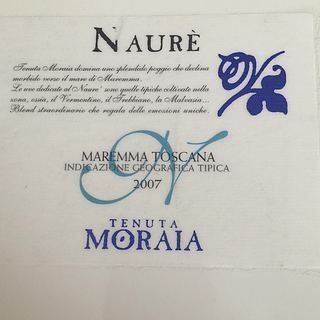 NAURÈ
Tenuta Moraia domina uno splendido poggio che declina
morbido verso il mare di Maremma.
Le uve dedicate al Naure' sono quelle tipiche coltivate nella
zona, ossia, il Vermentino, il Trebbiano, la Malvasia...
Blend straordinario che regala delle emozioni uniche.
N
MAREMMA TOSCANA
INDICAZIONE GEOGRAFICA TIPICA
2007
TENUTA
MORAIA